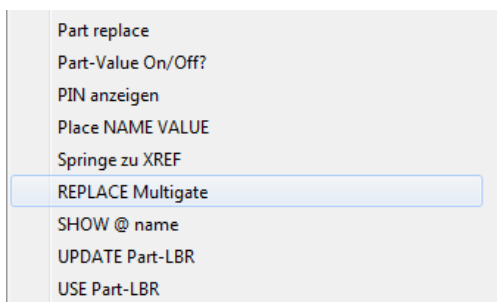 Part replace
Part-Value On/Off?
PIN anzeigen
Place NAME VALUE
Springe zu XREF
REPLACE Multigate
SHOW @ name
UPDATE Part-LBR
USE Part-LBR